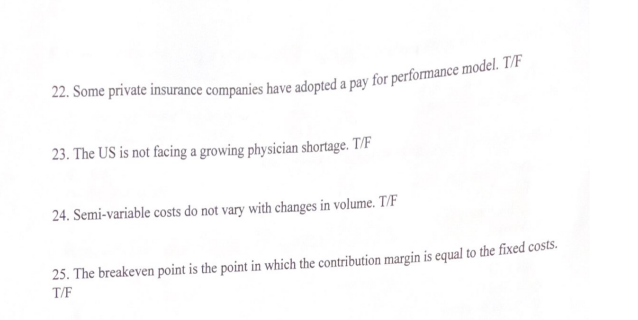 22. Some private insurance companies have adopted a pay for performance model. T/F
23. The US is not facing a growing physician shortage. T/F
24. Semi-variable costs do not vary with changes in volume. T/F
25. The breakeven point is the point in which the contribution margin is equal to the fixed costs.
T/F